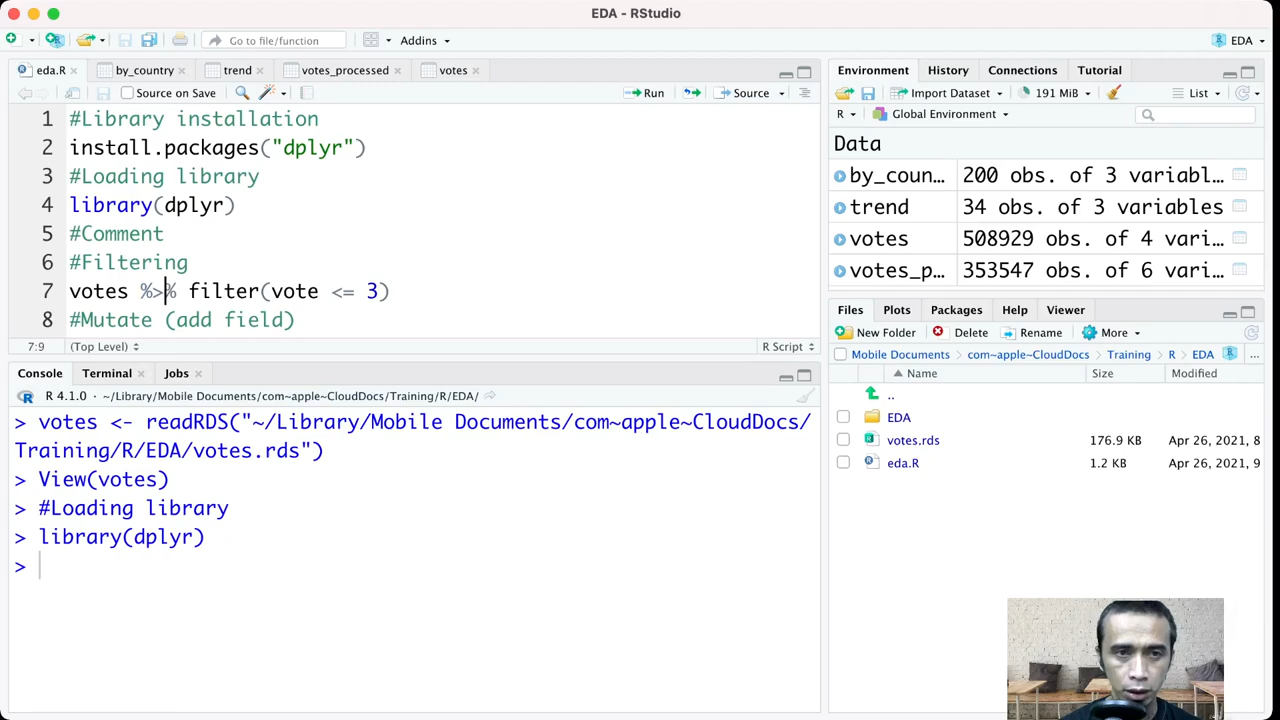 EDA - RStudio
Go to file/function
Addins
EDA
eda.R
by_country
trend
votes_processed
votes
Source on Save
Run
Source
1 #Library installation
2 install.packages("dplyr")
3 #Loading library
4 library(dplyr)
5 #Comment
6 #Filtering
7 votes %>% filter(vote <= 3)
8 #Mutate (add field)
7:9 (Top Level) R Script
Console Terminal Jobs
R 4.1.0 · ~/Library/Mobile Documents/com~apple~CloudDocs/Training/R/EDA/
> votes <- readRDS("~/Library/Mobile Documents/com~apple~CloudDocs/
Training/R/EDA/votes.rds")
> View(votes)
> #Loading library
> library(dplyr)
>
Environment History Connections Tutorial
Import Dataset 191 MiB List
R Global Environment
Data
by_coun… 200 obs. of 3 variabl…
trend 34 obs. of 3 variables
votes 508929 obs. of 4 vari…
votes_p… 353547 obs. of 6 vari…
Files Plots Packages Help Viewer
New Folder Delete Rename More
Mobile Documents com~apple~CloudDocs Training R EDA ...
Name Size Modified
..
EDA
votes.rds 176.9 KB Apr 26, 2021, 8
eda.R 1.2 KB Apr 26, 2021, 9